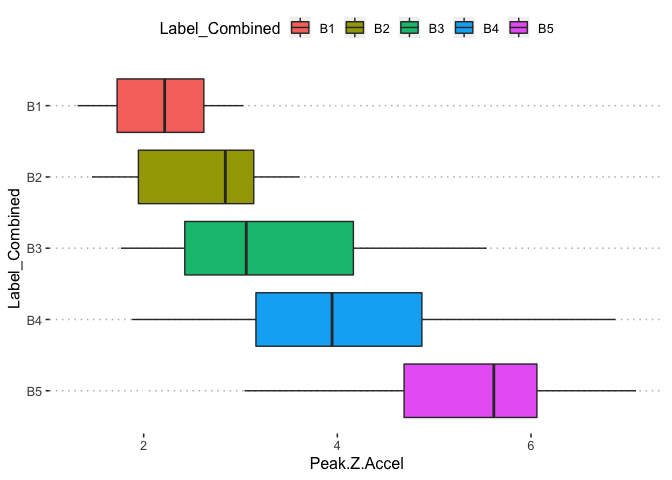 Label_Combined B1 B2 B3 B4 B5
B1
B2
B3
B4
B5
Label_Combined
2 4 6
Peak.Z.Accel